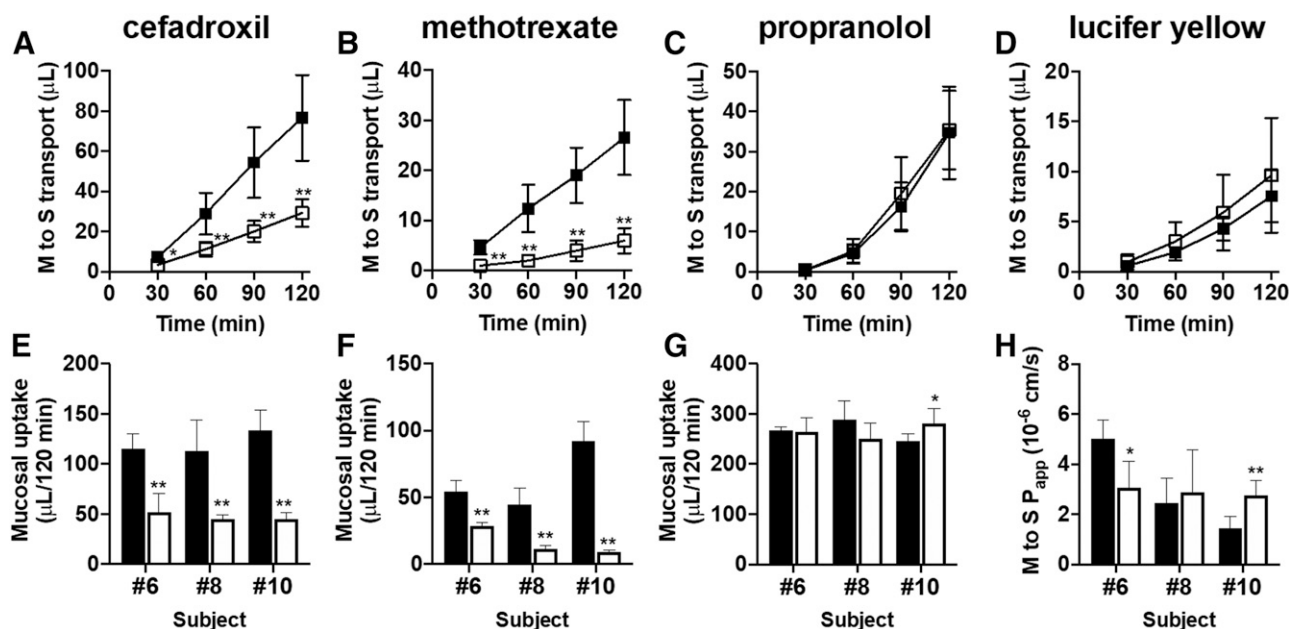 cefadroxil methotrexate propranolol lucifer yellow
A B C D
M to S transport (μL)
100
80
60
40
20
0
*
**
**
**
0 30 60 90 120
Time (min)
M to S transport (μL)
40
30
20
10
0
**
**
**
**
0 30 60 90 120
Time (min)
M to S transport (μL)
50
40
30
20
10
0
0 30 60 90 120
Time (min)
M to S transport (μL)
20
15
10
5
0
0 30 60 90 120
Time (min)
E F G H
Mucosal uptake
(μL/120 min)
200
150
100
50
0
**
**
**
#6 #8 #10
Subject
Mucosal uptake
(μL/120 min)
150
100
50
0
**
**
**
#6 #8 #10
Subject
Mucosal uptake
(μL/120 min)
400
300
200
100
0
*
#6 #8 #10
Subject
M to S Papp (10-6 cm/s)
8
6
4
2
0
*
**
#6 #8 #10
Subject